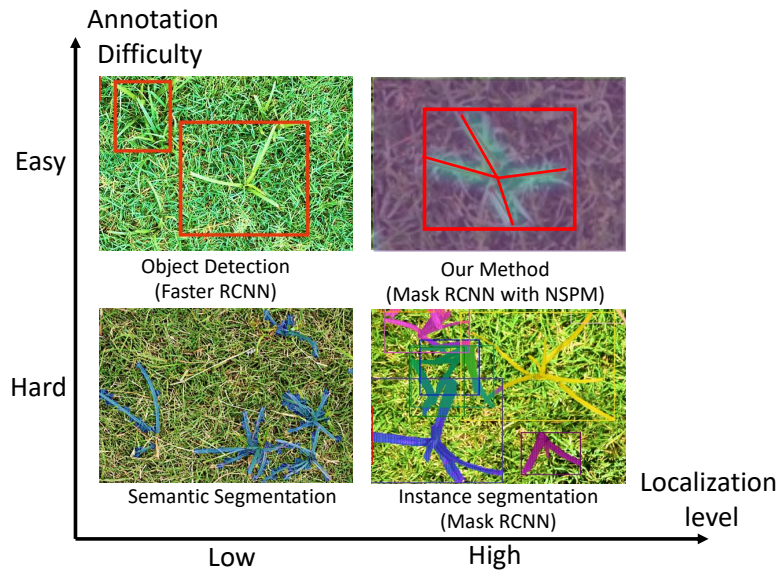 Annotation
Difficulty
Easy
Object Detection
(Faster RCNN)
Our Method
(Mask RCNN with NSPM)
Hard
Semantic Segmentation
Instance segmentation
(Mask RCNN)
Localization
level
Low
High